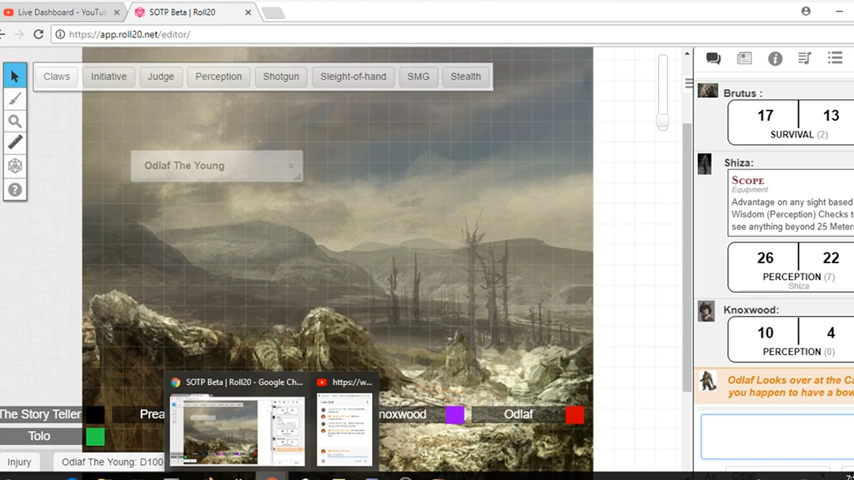 Live Dashboard - YouTu
SOTP Beta | Roll20
https://app.roll20.net/editor/
Claws
Initiative
Judge
Perception
Shotgun
Sleight-of-hand
SMG
Stealth
Odlaf The Young
Brutus :
17
13
SURVIVAL (2)
Shiza:
SCOPE
Equipment
Advantage on any sight based
Wisdom (Perception) Checks t
see anything beyond 25 Meter
26
22
PERCEPTION (7)
Shiza
Knoxwood:
10
4
PERCEPTION (0)
Odlaf Looks over at the Ca
you happen to have a bow
SOTP Beta | Roll20 - Google Ch...
https://w...
The Story Teller
Prea
noxwood
Odlaf
Tolo
Injury
Odlaf The Young: D100